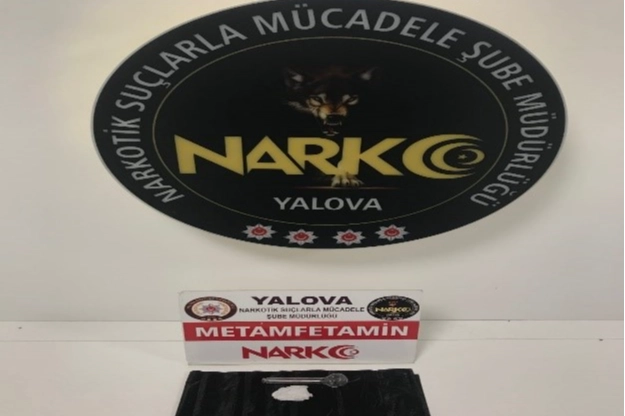 NARKOTİK SUÇLARLA MÜCADELE ŞUBE MÜDÜRLÜĞÜ
NARKO
YALOVA
YALOVA
NARKOTİK SUÇLARLA MÜCADELE
ŞUBE MÜDÜRLÜĞÜ
METAMFETAMİN
NARKO